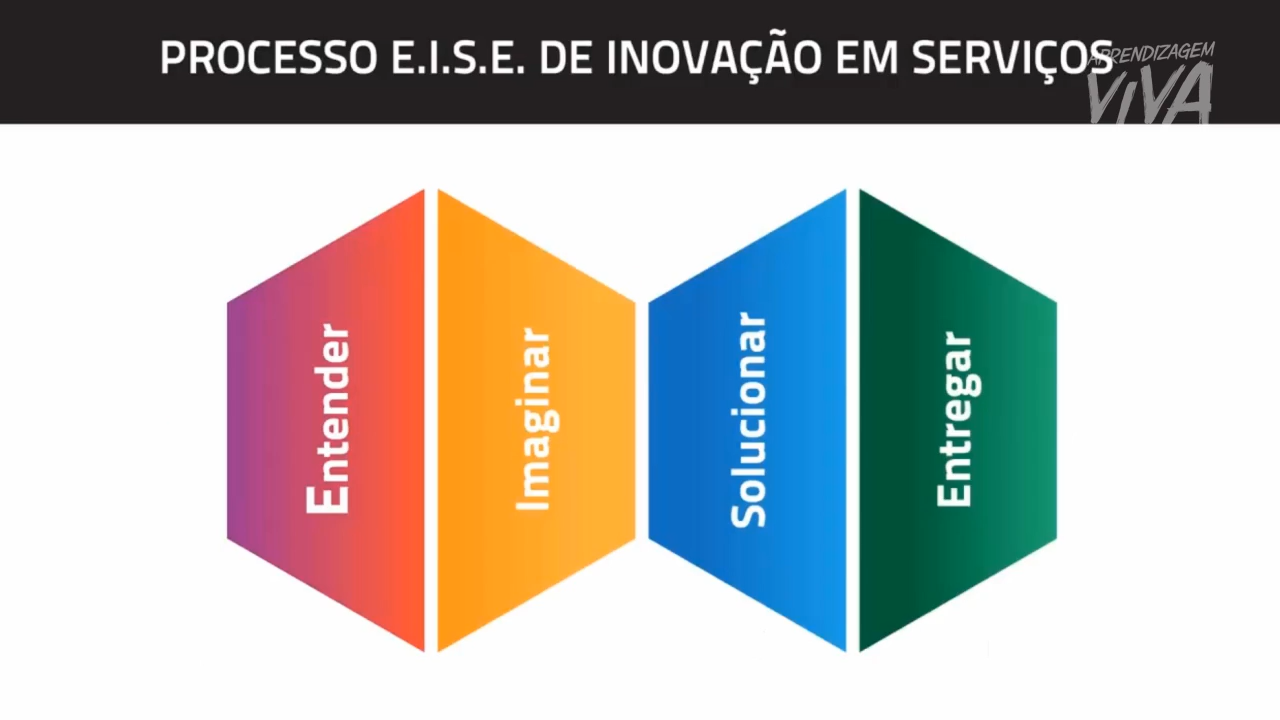 PROCESSO E.I.S.E. DE INOVAÇÃO EM SERVIÇOS
APRENDIZAGEM
VIVA
Entender
Imaginar
Solucionar
Entregar